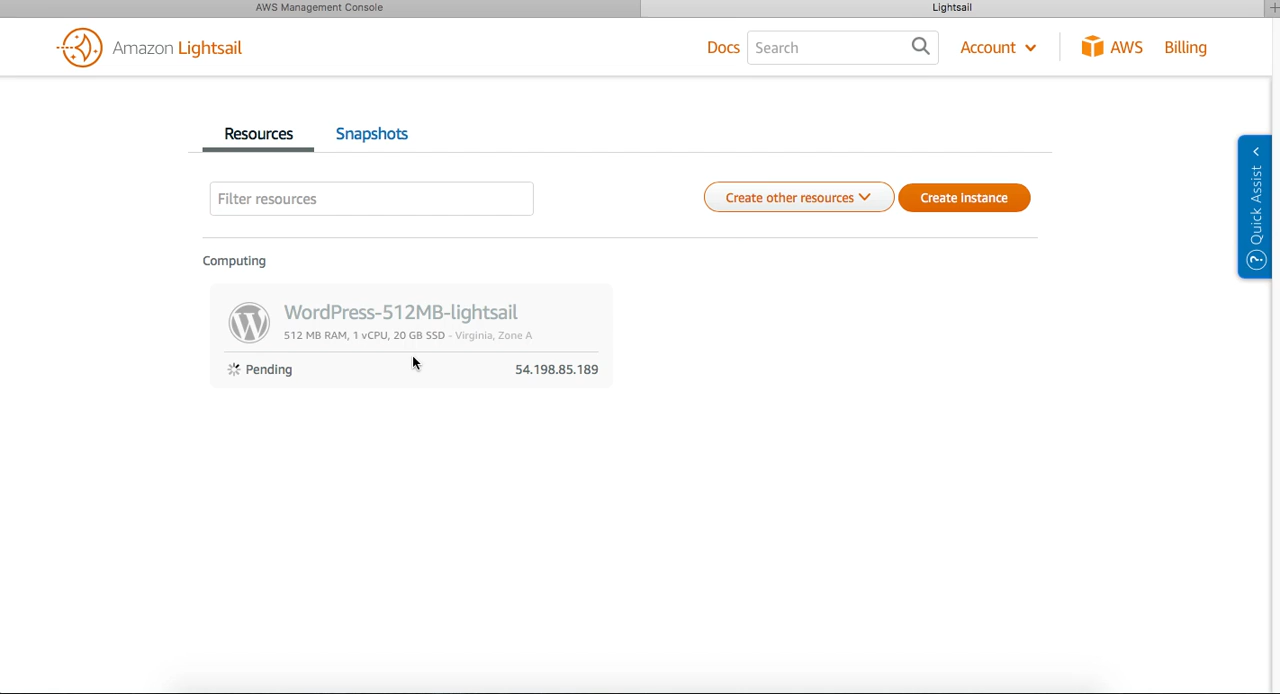 AWS Management Console
Lightsail
Amazon Lightsail
Docs
Search
Account
AWS
Billing
Resources
Snapshots
Quick Assist
Filter resources
Create other resources
Create instance
Computing
WordPress-512MB-lightsail
512 MB RAM, 1 vCPU, 20 GB SSD - Virginia, Zone A
Pending
54.198.85.189